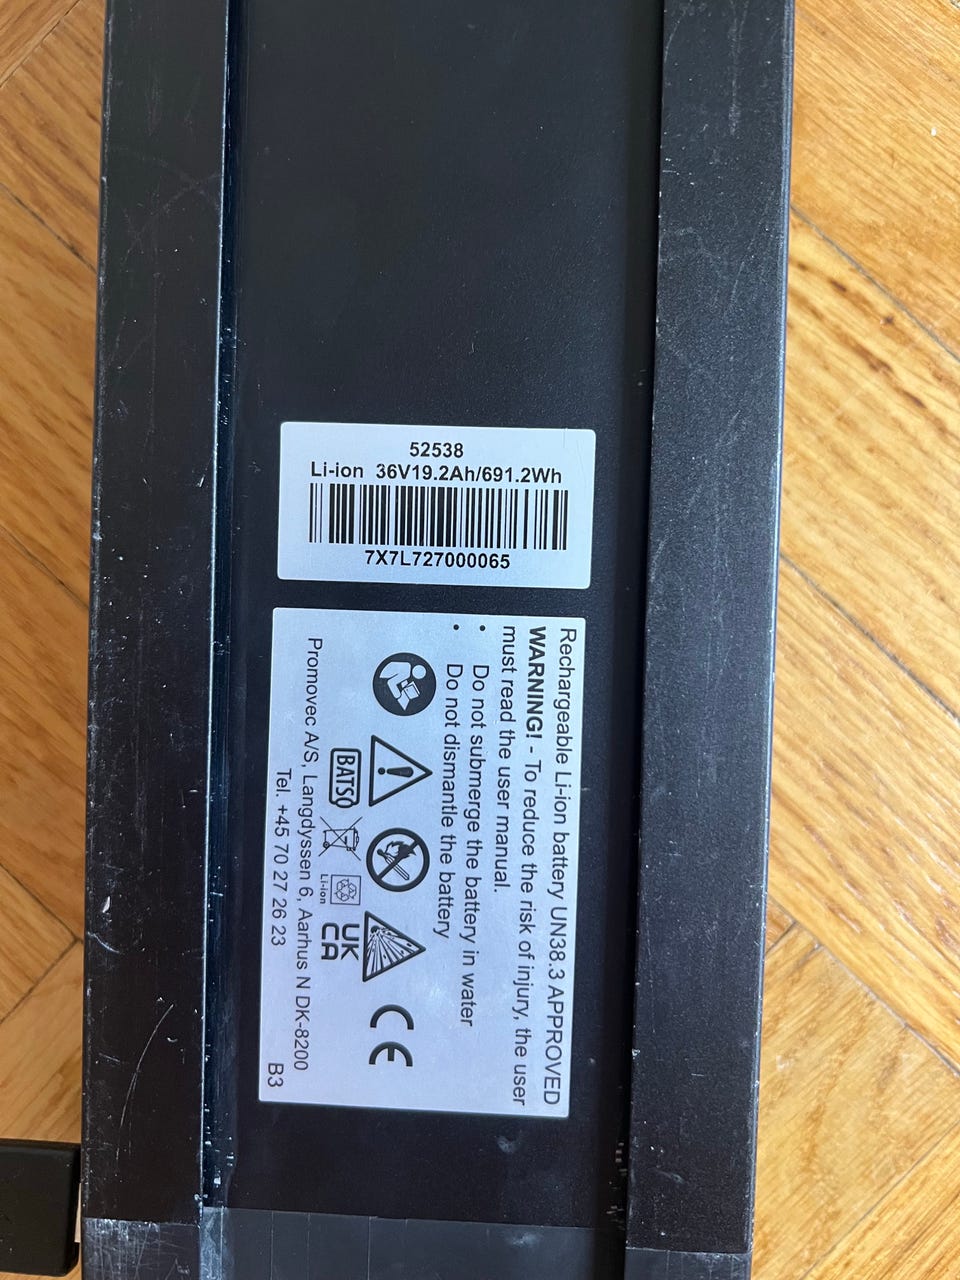 52538
Li-ion 36V19.2Ah/691.2Wh
7X7L727000065
Rechargeable Li-ion battery UN38.3 APPROVED
WARNING! - To reduce the risk of injury, the user
must read the user manual.
• Do not submerge the battery in water
• Do not dismantle the battery
CE
BATSO
Li-ion
UK
CA
Promovec A/S, Langdyssen 6, Aarhus N DK-8200
Tel. +45 70 27 26 23
B3